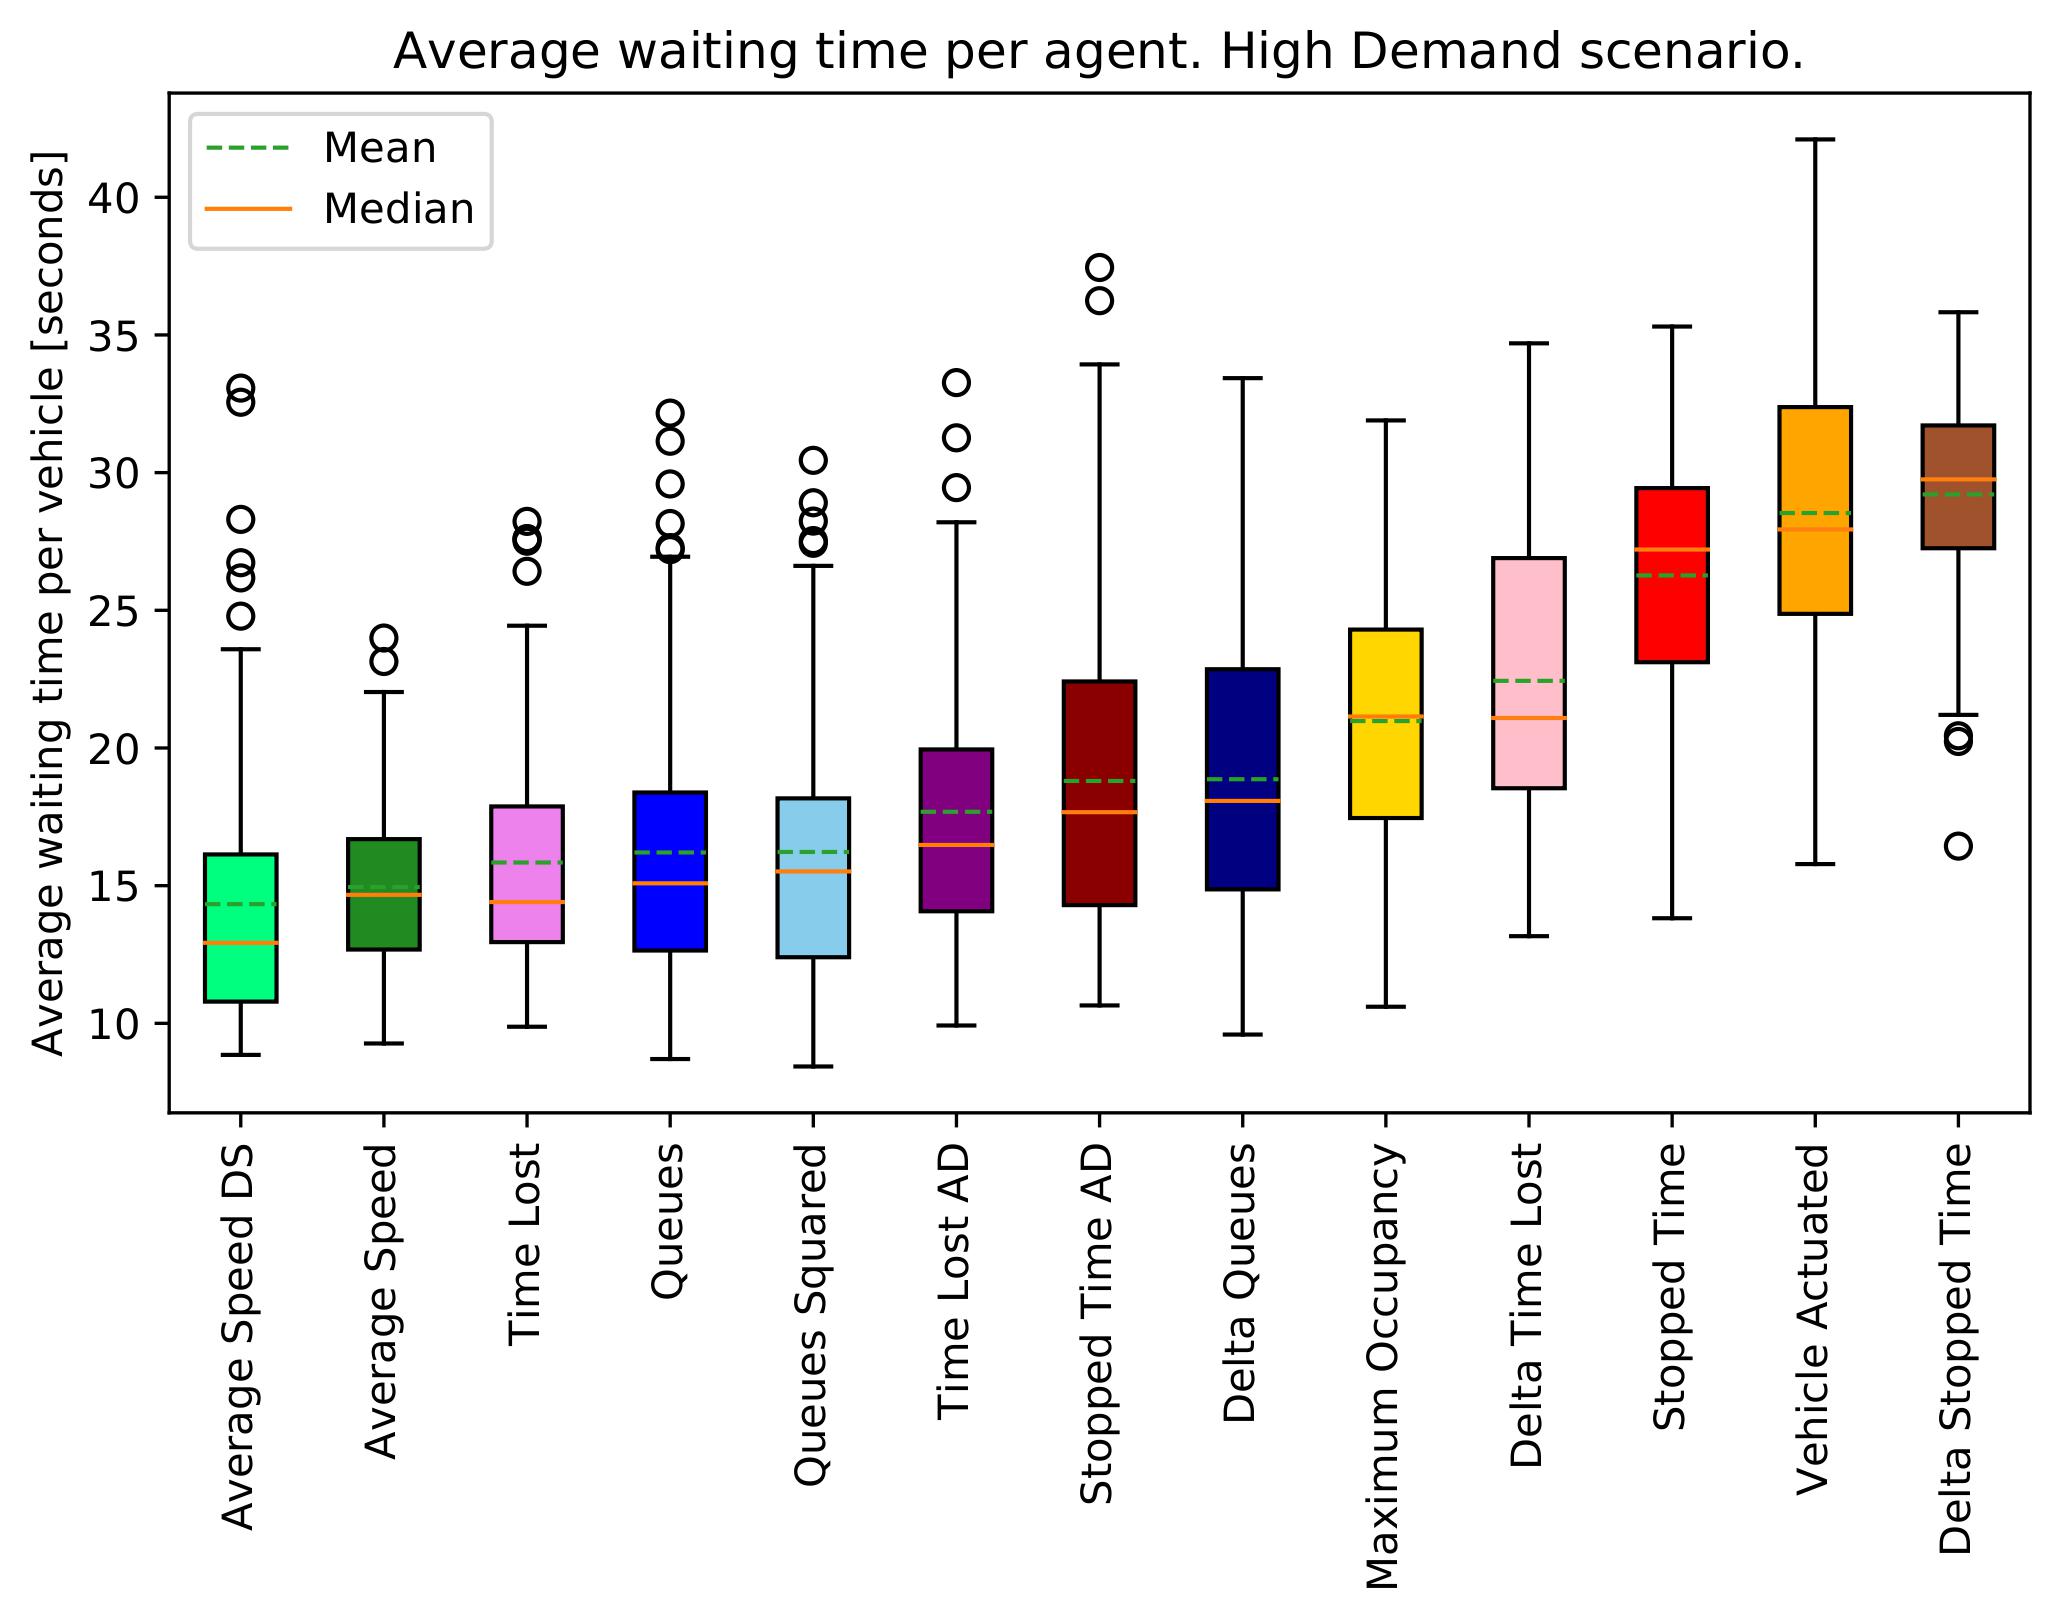 Average waiting time per agent. High Demand scenario.
Mean
Median
Average waiting time per vehicle [seconds]
40
35
30
25
20
15
10
Average Speed DS
Average Speed
Time Lost
Queues
Queues Squared
Time Lost AD
Stopped Time AD
Delta Queues
Maximum Occupancy
Delta Time Lost
Stopped Time
Vehicle Actuated
Delta Stopped Time